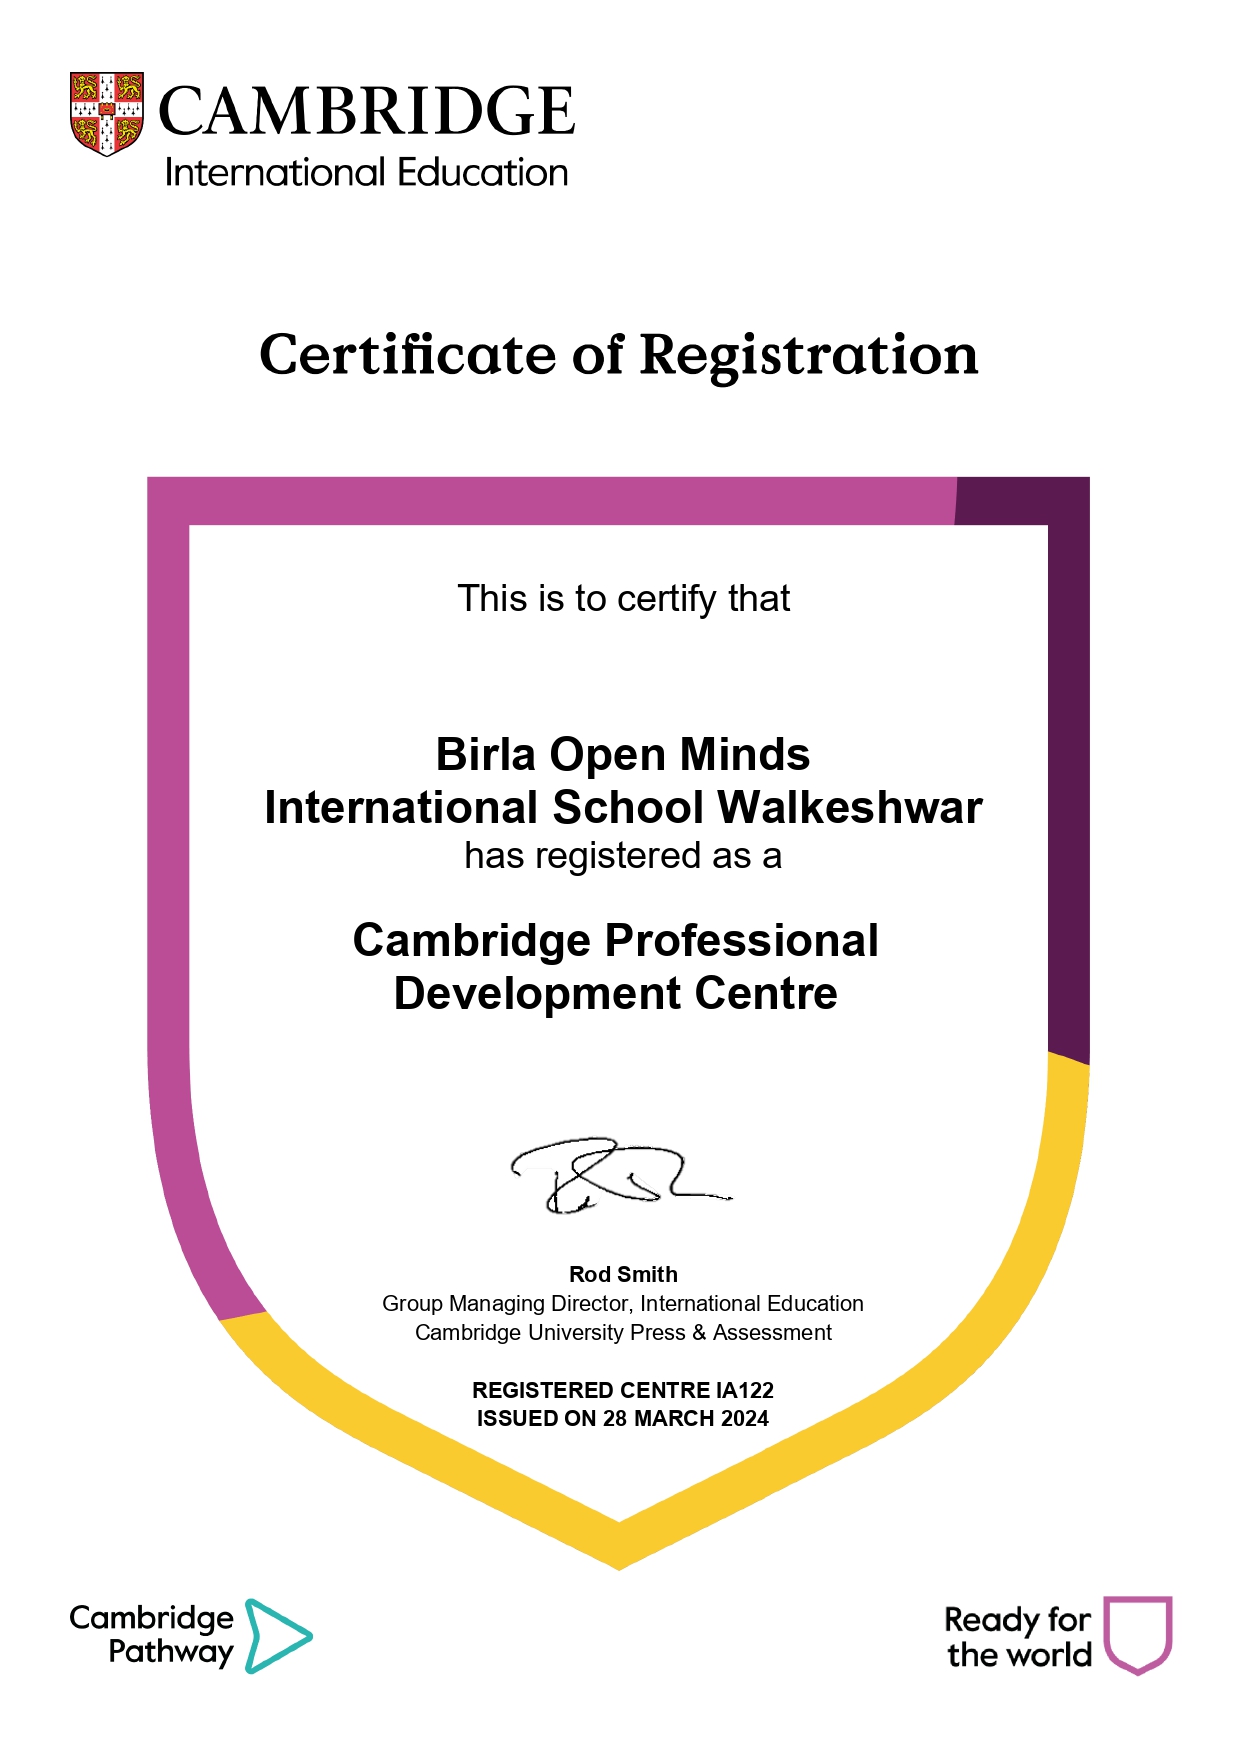 CAMBRIDGE
International Education
Certificate of Registration
This is to certify that
Birla Open Minds
International School Walkeshwar
has registered as a
Cambridge Professional
Development Centre
Rod Smith
Group Managing Director, International Education
Cambridge University Press & Assessment
REGISTERED CENTRE IA122
ISSUED ON 28 MARCH 2024
Cambridge
Pathway
Ready for
the world